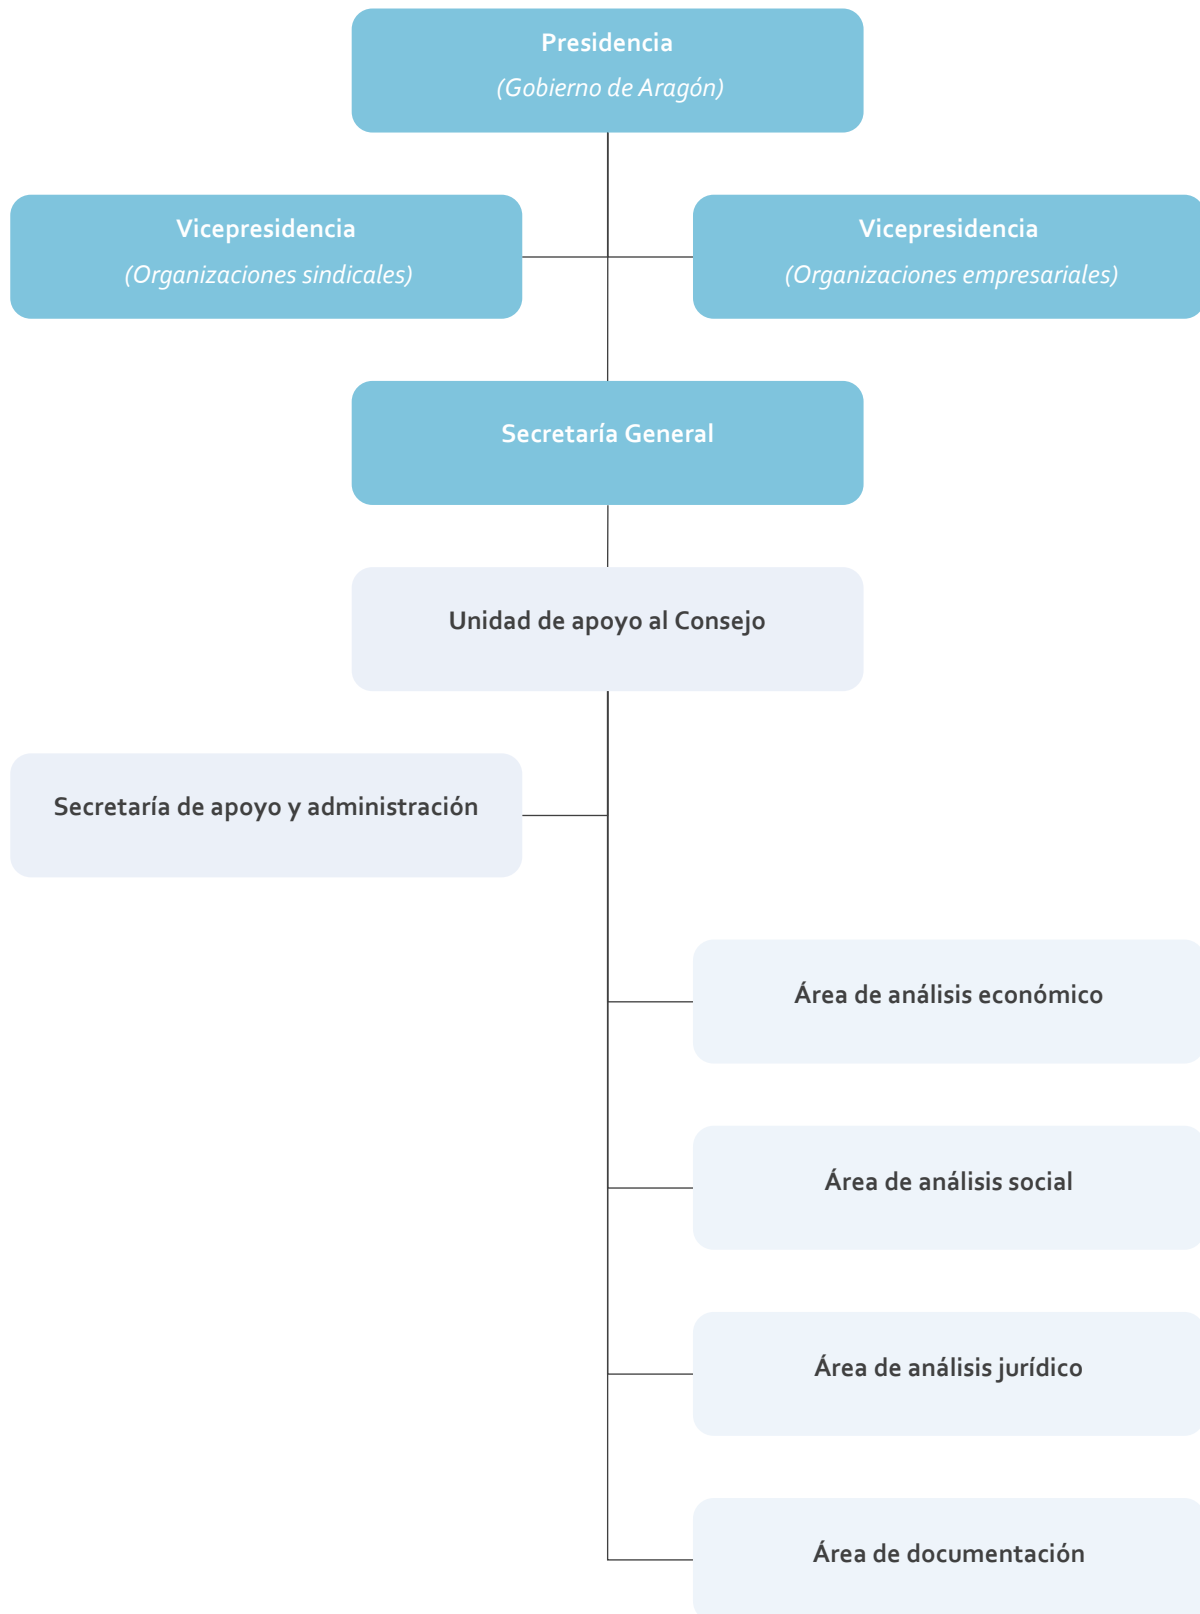 Presidencia
(Gobierno de Aragón)
Vicepresidencia
(Organizaciones sindicales)
Vicepresidencia
(Organizaciones empresariales)
Secretaría General
Unidad de apoyo al Consejo
Secretaría de apoyo y administración
Área de análisis económico
Área de análisis social
Área de análisis jurídico
Área de documentación